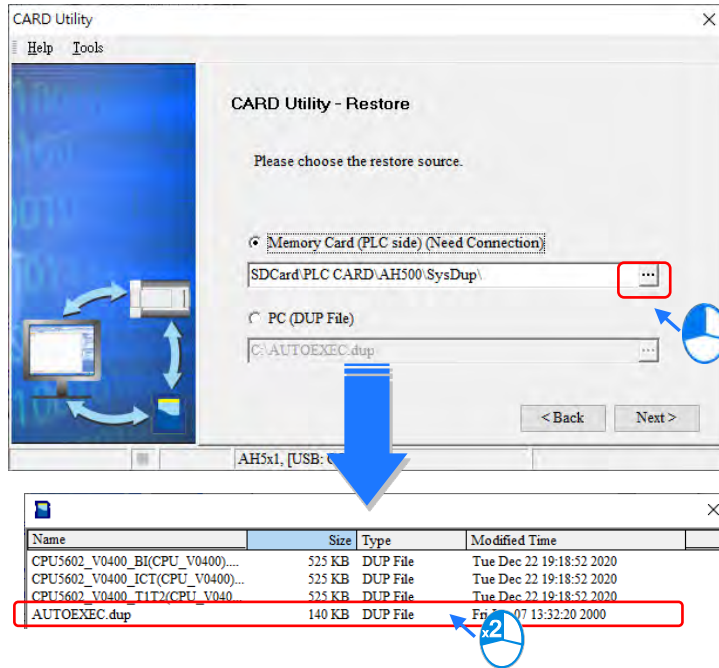 CARD Utility
Help Tools
CARD Utility - Restore
Please choose the restore source.
Memory Card (PLC side) (Need Connection)
SDCard\PLC CARD\AH500\SysDup\ ...
PC (DUP File)
C:\AUTOEXEC.dup ...
< Back Next >
AH5x1, [USB:
Name Size Type Modified Time
CPU5602_V0400_BI(CPU_V0400).... 525 KB DUP File Tue Dec 22 19:18:52 2020
CPU5602_V0400_ICT(CPU_V0400)... 525 KB DUP File Tue Dec 22 19:18:52 2020
CPU5602_V0400_T1T2(CPU_V040... 525 KB DUP File Tue Dec 22 19:18:52 2020
AUTOEXEC.dup 140 KB DUP File Fri 07 13:32:20 2000
x2